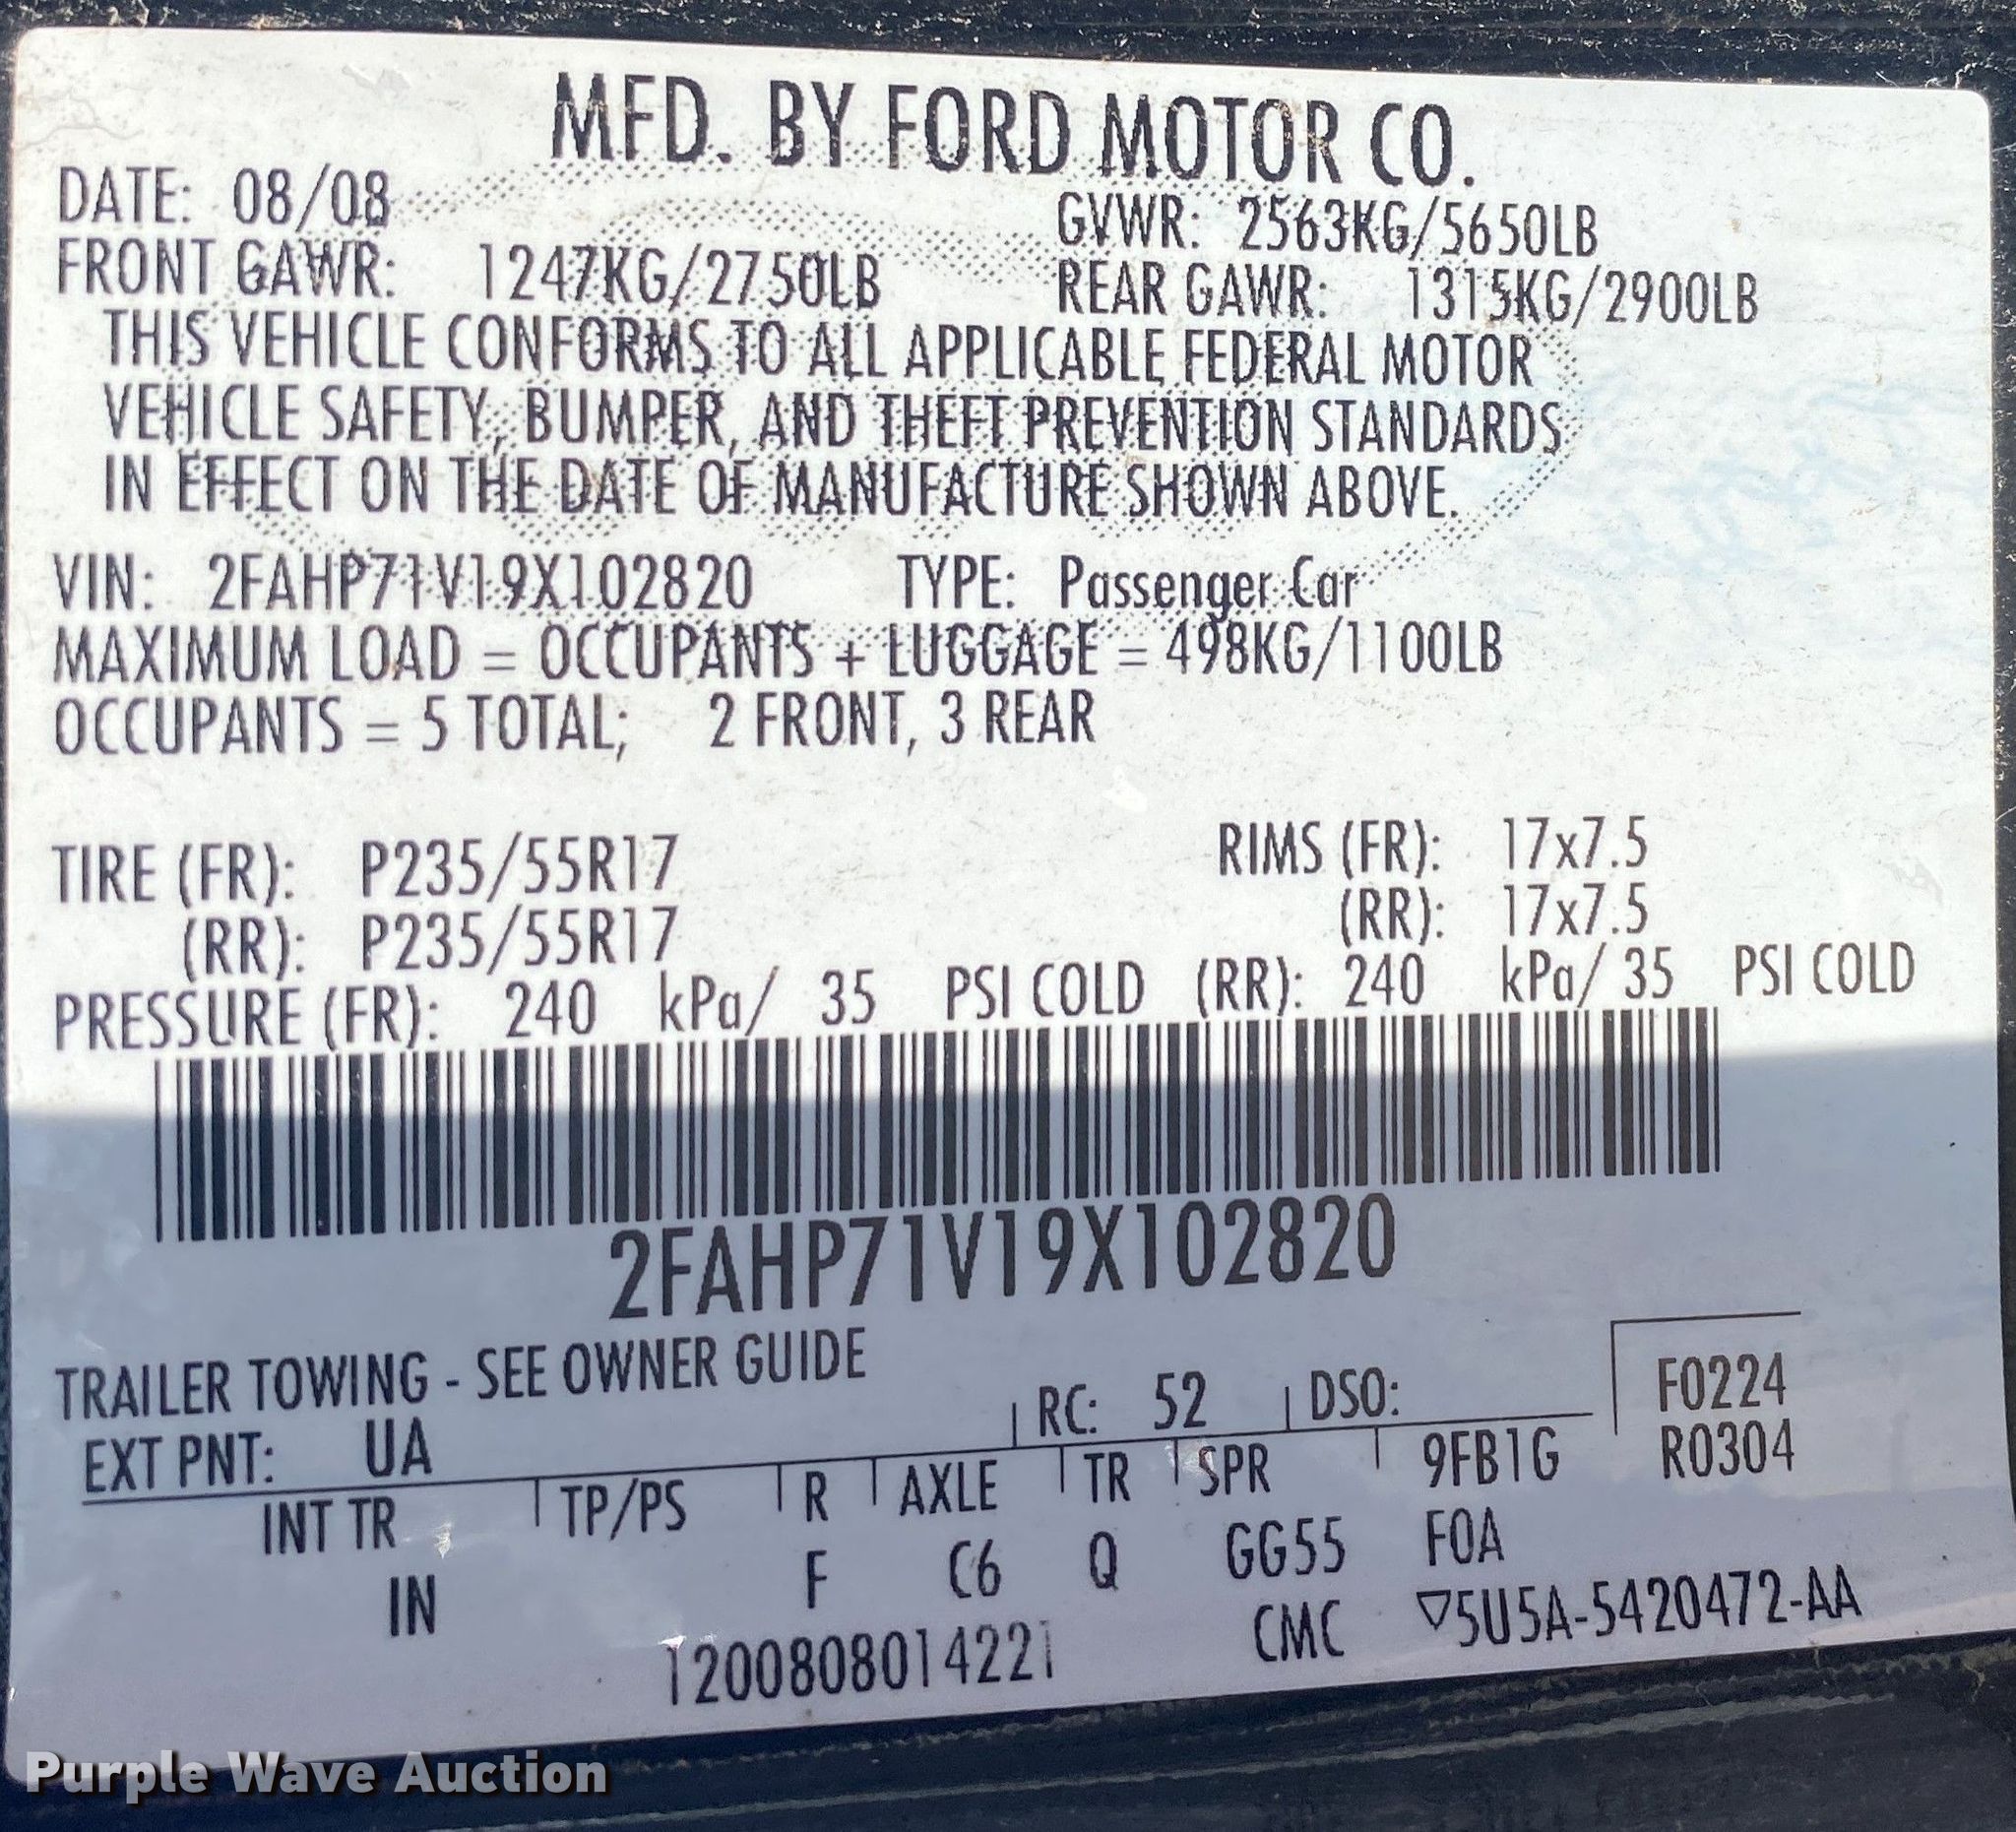 MFD. BY FORD MOTOR CO.
DATE: 08/08
GVWR: 2563KG/5650LB
FRONT GAWR: 1247KG/2750LB
REAR GAWR: 1315KG/2900LB
THIS VEHICLE CONFORMS TO ALL APPLICABLE FEDERAL MOTOR
VEHICLE SAFETY, BUMPER, AND THEFT PREVENTION STANDARDS
IN EFFECT ON THE DATE OF MANUFACTURE SHOWN ABOVE.
VIN: 2FAHP71V19X102820 TYPE: Passenger Car
MAXIMUM LOAD = OCCUPANTS + LUGGAGE = 498KG/1100LB
OCCUPANTS = 5 TOTAL; 2 FRONT, 3 REAR
TIRE (FR): P235/55R17 RIMS (FR): 17x7.5
(RR): P235/55R17 (RR): 17x7.5
PRESSURE (FR): 240 kPa/ 35 PSI COLD (RR): 240 kPa/ 35 PSI COLD
2FAHP71V19X102820
TRAILER TOWING - SEE OWNER GUIDE
EXT PNT: UA RC: 52 DSO: F0224
INT TR TP/PS R AXLE TR SPR 9FB1G R0304
IN F C6 Q GG55 FOA
1200808014221 CMC ▽5U5A-5420472-AA
Purple Wave Auction